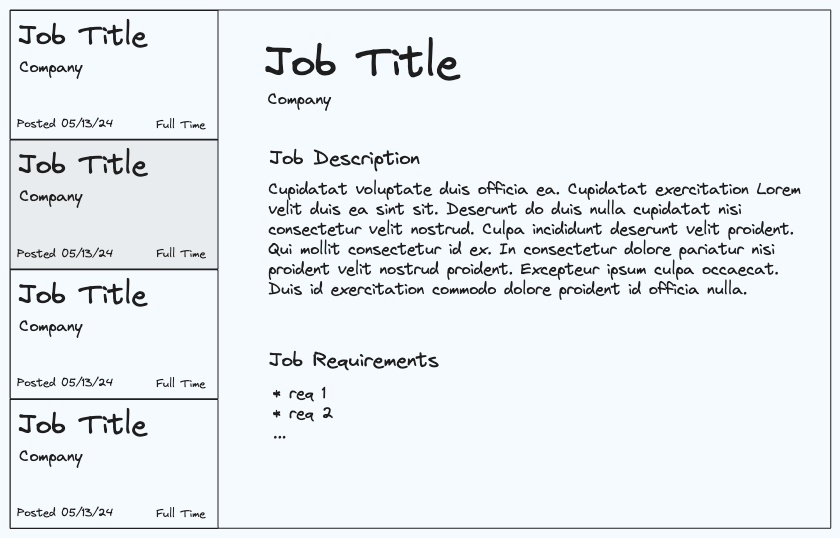 Job Title
Company
Posted 05/13/24 Full Time
Job Title
Company
Posted 05/13/24 Full Time
Job Title
Company
Posted 05/13/24 Full Time
Job Title
Company
Posted 05/13/24 Full Time
Job Title
Company
Job Description
Cupidatat voluptate duis officia ea. Cupidatat exercitation Lorem
velit duis ea sint sit. Deserunt do duis nulla cupidatat nisi
consectetur velit nostrud. Culpa incididunt deserunt velit proident.
Qui mollit consectetur id ex. In consectetur dolore pariatur nisi
proident velit nostrud proident. Excepteur ipsum culpa occaecat.
Duis id exercitation commodo dolore proident id officia nulla.
Job Requirements
* req 1
* req 2
...